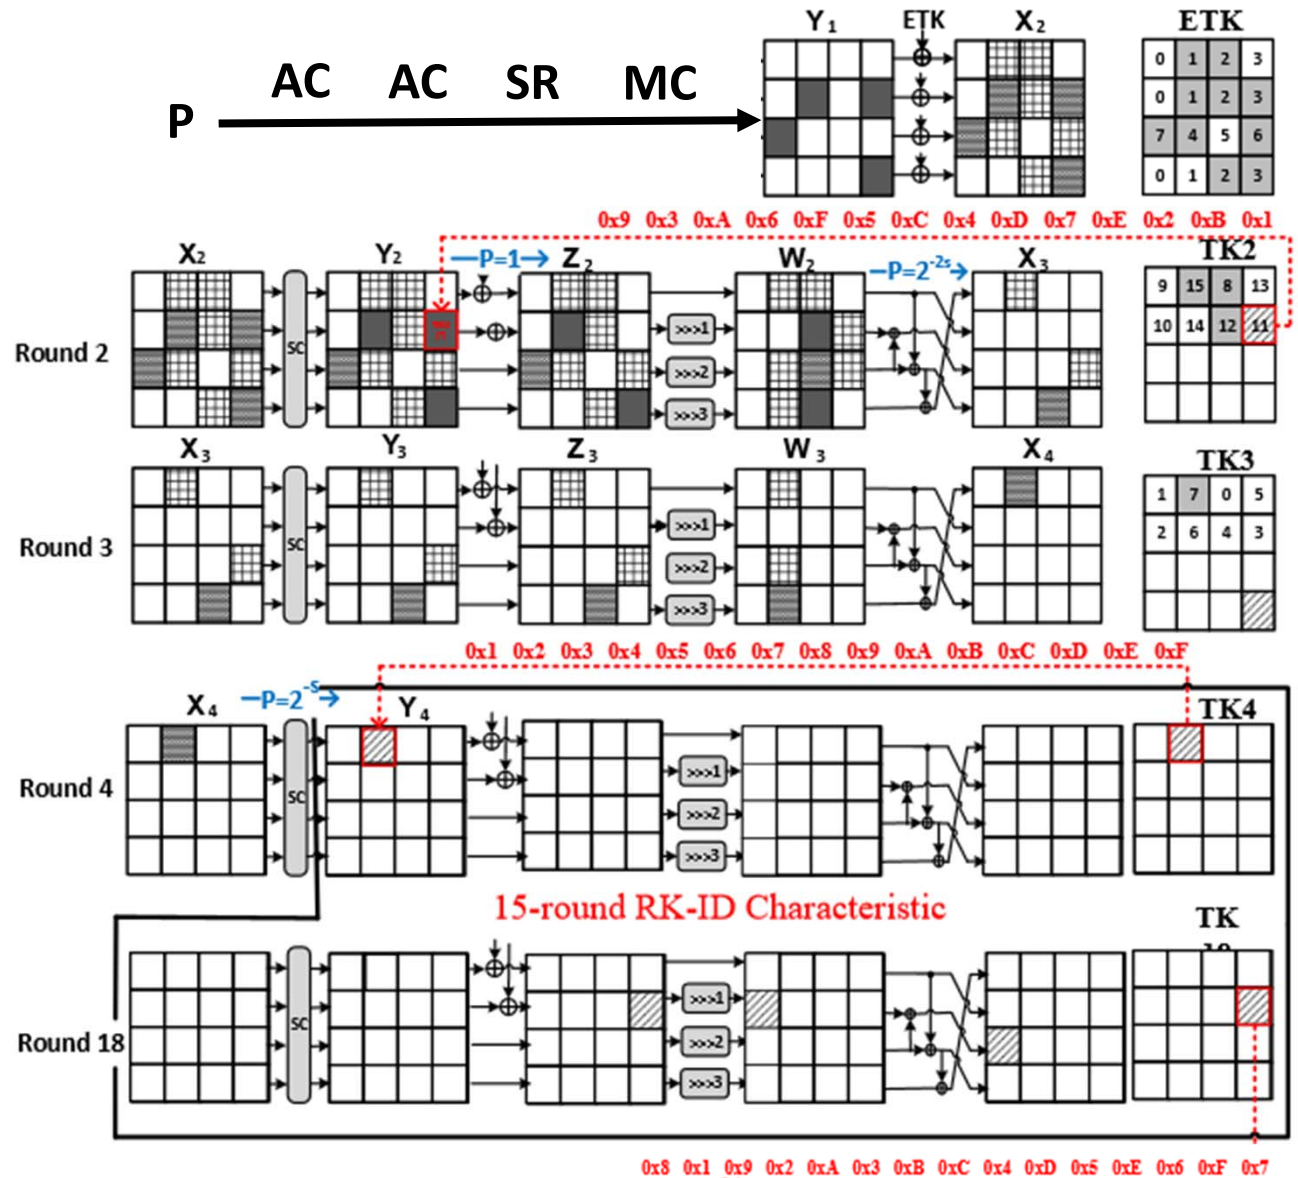 Y1 ETK X2 ETK
AC AC SR MC
P
0 1 2 3
0 1 2 3
7 4 5 6
0 1 2 3
0x9 0x3 0xA 0x6 0xF 0x5 0xC 0x4 0xD 0x7 0xE 0x2 0xB 0x1
X2 Y2 P=1 Z2 W2 P=2^-2s X3 TK2
9 15 8 13
10 14 12 11
Round 2 SC >>>1
>>>2
>>>3
X3 Y3 Z3 W3 X4 TK3
1 7 0 5
2 6 4 3
Round 3 SC >>>1
>>>2
>>>3
0x1 0x2 0x3 0x4 0x5 0x6 0x7 0x8 0x9 0xA 0xB 0xC 0xD 0xE 0xF
X4 P=2^-s Y4 TK4
Round 4 SC >>>1
>>>2
>>>3
15-round RK-ID Characteristic
TK
Round 18 SC >>>1
>>>2
>>>3
0x8 0x1 0x9 0x2 0xA 0x3 0xB 0xC 0x4 0xD 0x5 0xE 0x6 0xF 0x7